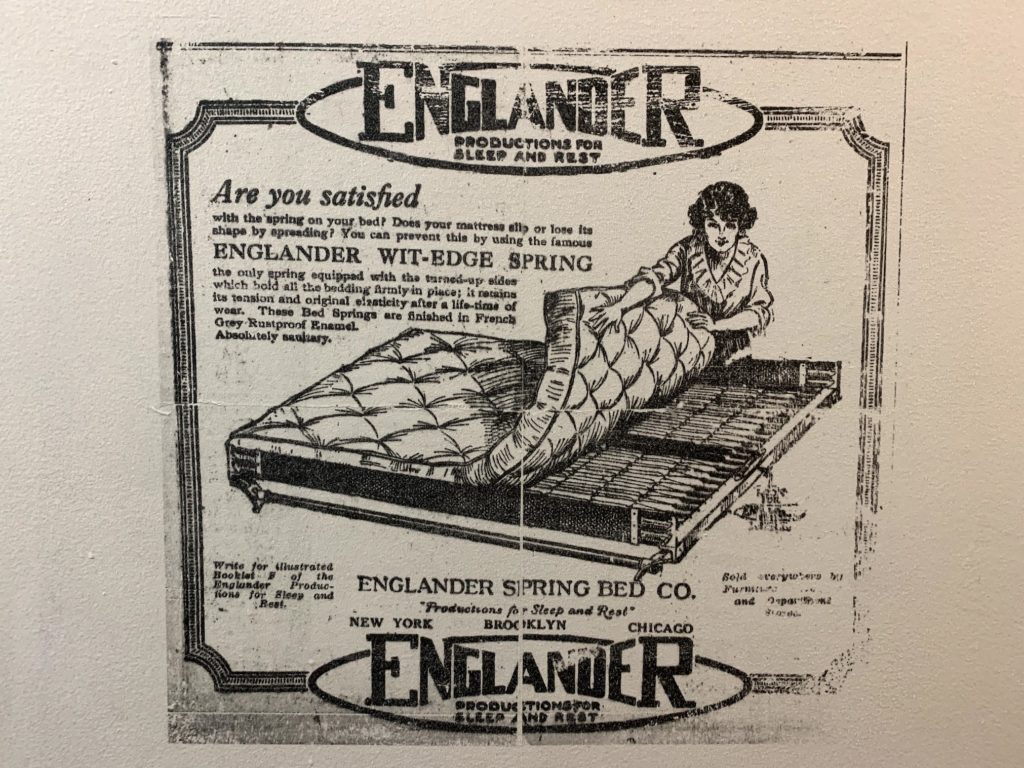 ENGLANDER
PRODUCTIONS FOR
SLEEP AND REST
Are you satisfied
with the spring on your bed? Does your mattress slip or lose its
shape by spreading? You can prevent this by using the famous
ENGLANDER WIT-EDGE SPRING
the only spring equipped with the turned-up sides
which hold all the bedding firmly in place; it retains
its tension and original elasticity after a life-time of
wear. These Bed Springs are finished in French
Grey Rustproof Enamel.
Absolutely sanitary.
Write for illustrated
Booklet of the
Englander Produc-
tions for Sleep and
Rest.
ENGLANDER SPRING BED CO.
"Productions for Sleep and Rest"
NEW YORK BROOKLYN CHICAGO
Sold everywhere by
and Department
Stores.
ENGLANDER
PRODUCTIONS FOR
SLEEP AND REST